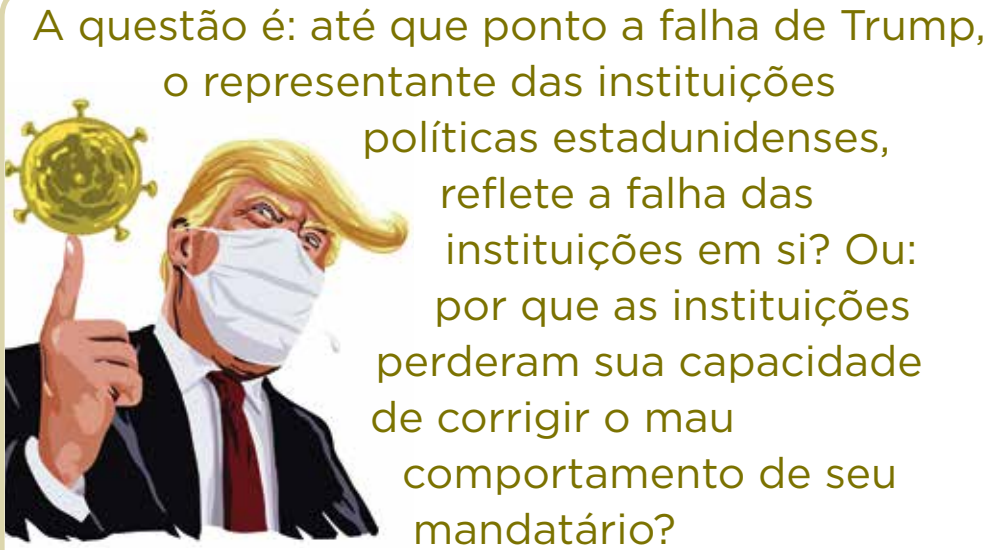 A questão é: até que ponto a falha de Trump,
o representante das instituições
políticas estadunidenses,
reflete a falha das
instituições em si? Ou:
por que as instituições
perderam sua capacidade
de corrigir o mau
comportamento de seu
mandatário?